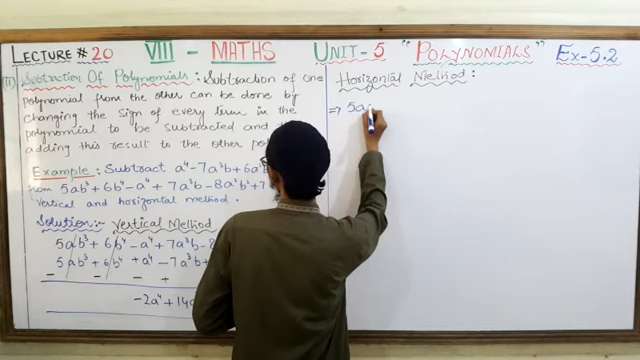 LECTURE # 20 VIII - MATHS UNIT-5 "POLYNOMIALS" Ex-5.2
(ii) Subtraction Of Polynomials : Subtraction of one
polynomial from the other can be done by
changing the sign of every term in the
polynomial to be subtracted and
adding this result to the other
Example : Subtract a⁴-7a³b+6a
from 5ab³+6b⁴-a⁴+7a³b-8a²b²+7
vertical and horizontal method.
Solution:- Vertical Method
5ab³+6b⁴-a⁴+7a³b-8
5ab³+6b⁴+a⁴-7a³b
- - - +
-2a⁴+14a
Horizontal Method :
⇒ 5a